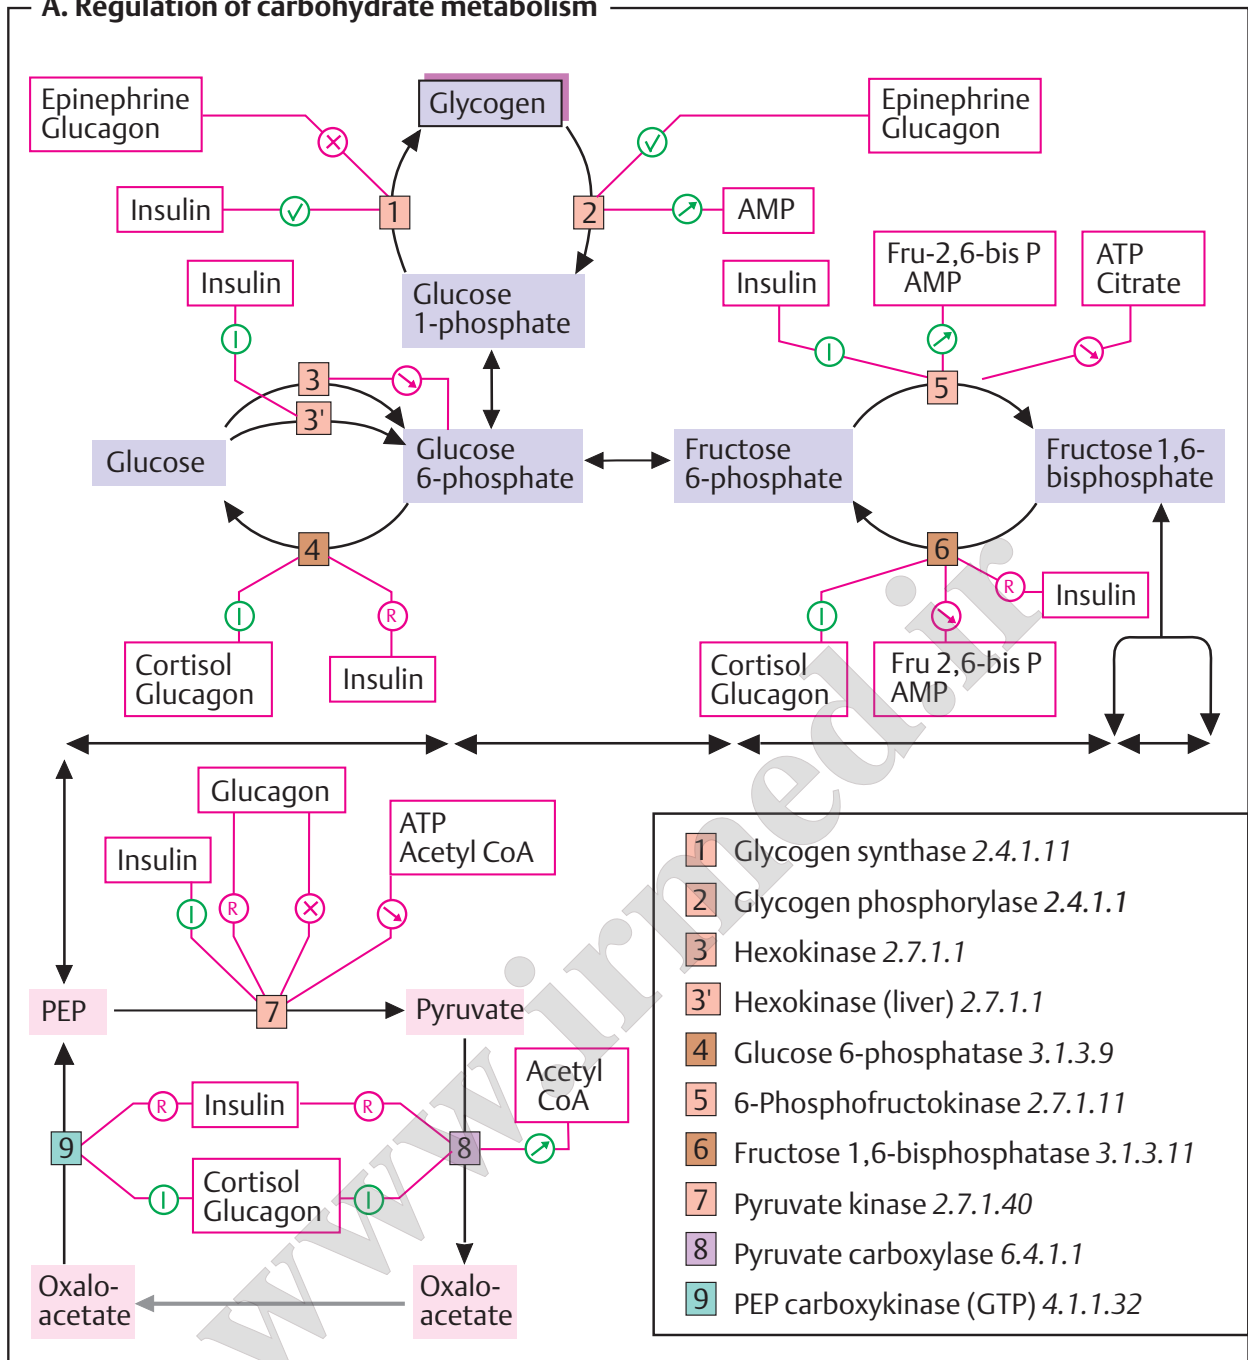 A. Regulation of carbohydrate metabolism
Epinephrine
Glucagon
Glycogen
Epinephrine
Glucagon
Insulin
1
2
AMP
Insulin
Glucose
1-phosphate
Insulin
Fru-2,6-bis P
AMP
ATP
Citrate
3
3'
5
Glucose
Glucose
6-phosphate
Fructose
6-phosphate
Fructose 1,6-
bisphosphate
4
6
R
R
Insulin
Cortisol
Glucagon
Insulin
Cortisol
Glucagon
Fru 2,6-bis P
AMP
Glucagon
Insulin
ATP
Acetyl CoA
R
PEP
7
Pyruvate
Acetyl
CoA
R
Insulin
R
9
8
Cortisol
Glucagon
Oxalo-
acetate
Oxalo-
acetate
1 Glycogen synthase 2.4.1.11
2 Glycogen phosphorylase 2.4.1.1
3 Hexokinase 2.7.1.1
3' Hexokinase (liver) 2.7.1.1
4 Glucose 6-phosphatase 3.1.3.9
5 6-Phosphofructokinase 2.7.1.11
6 Fructose 1,6-bisphosphatase 3.1.3.11
7 Pyruvate kinase 2.7.1.40
8 Pyruvate carboxylase 6.4.1.1
9 PEP carboxykinase (GTP) 4.1.1.32
www.irmed.ir